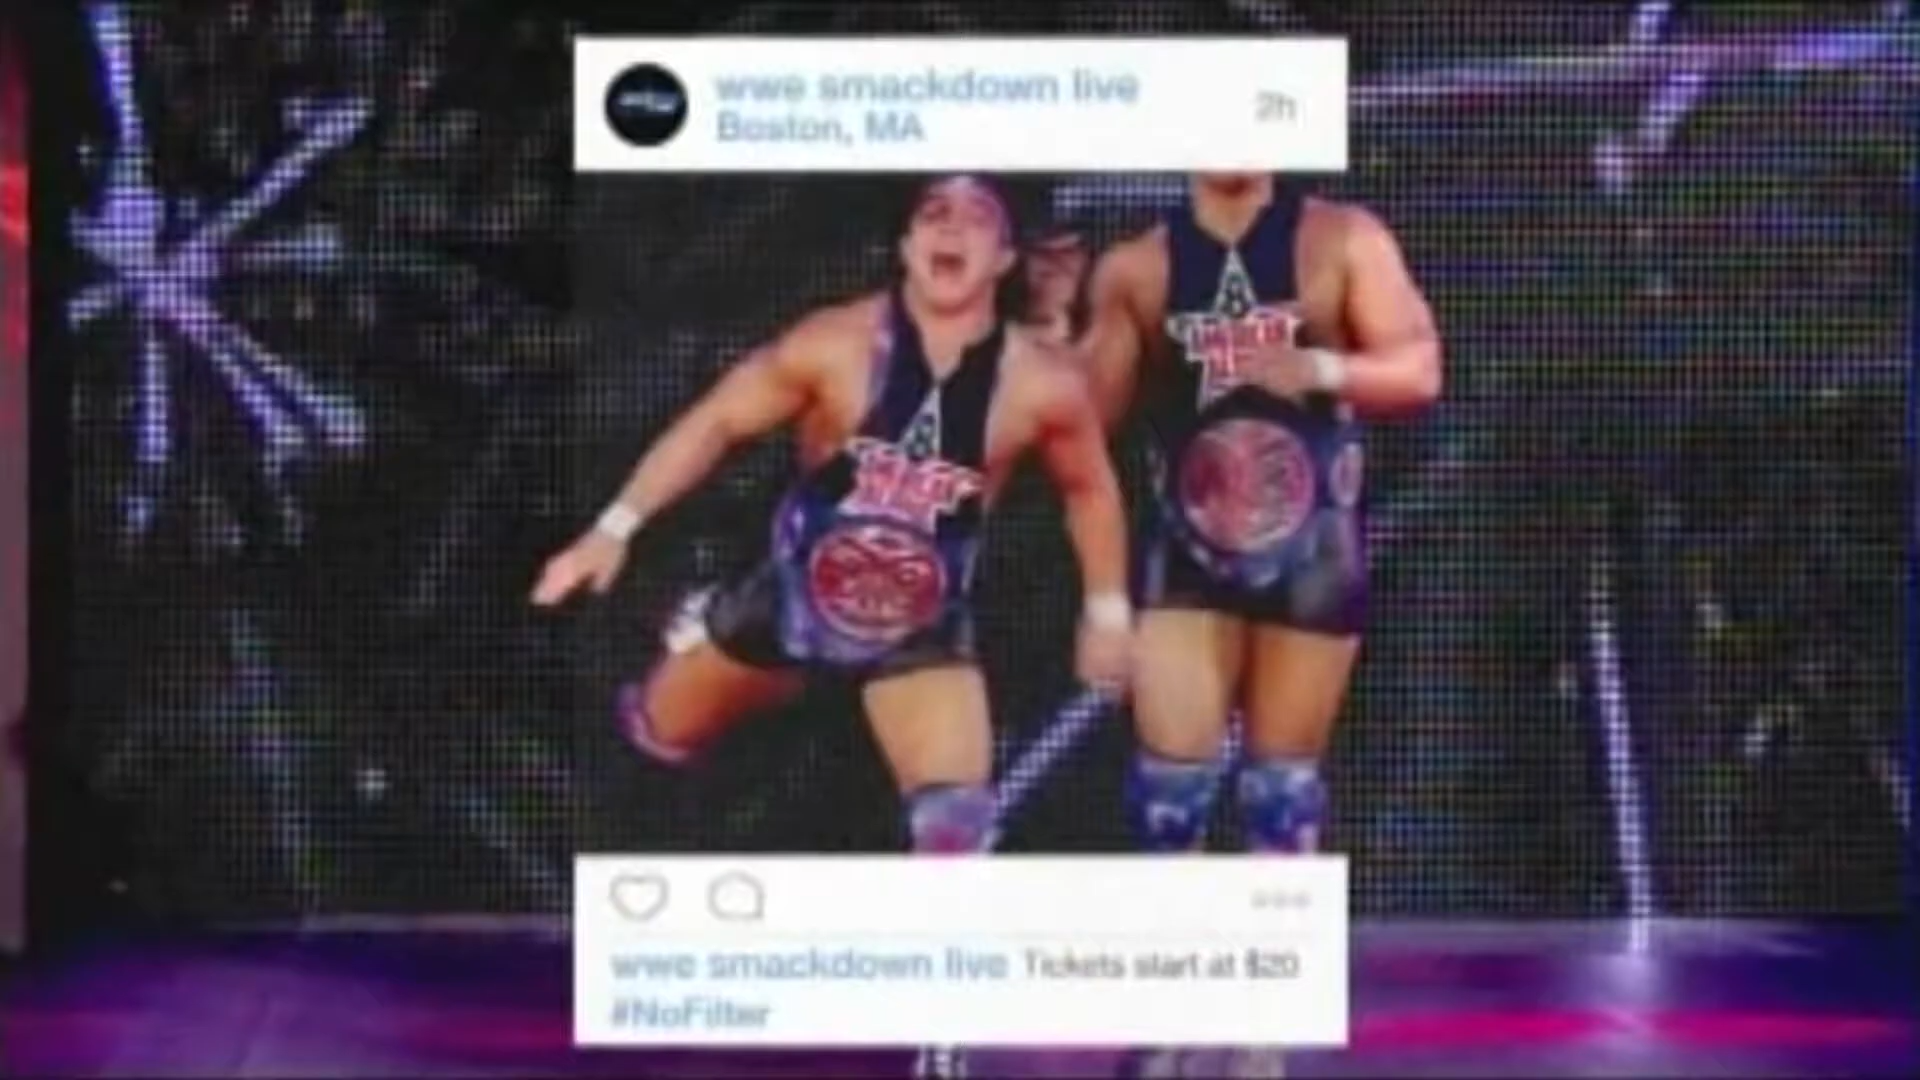 wwe smackdown live
Boston, MA
2h
wwe smackdown live Tickets start at $20
#NoFilter